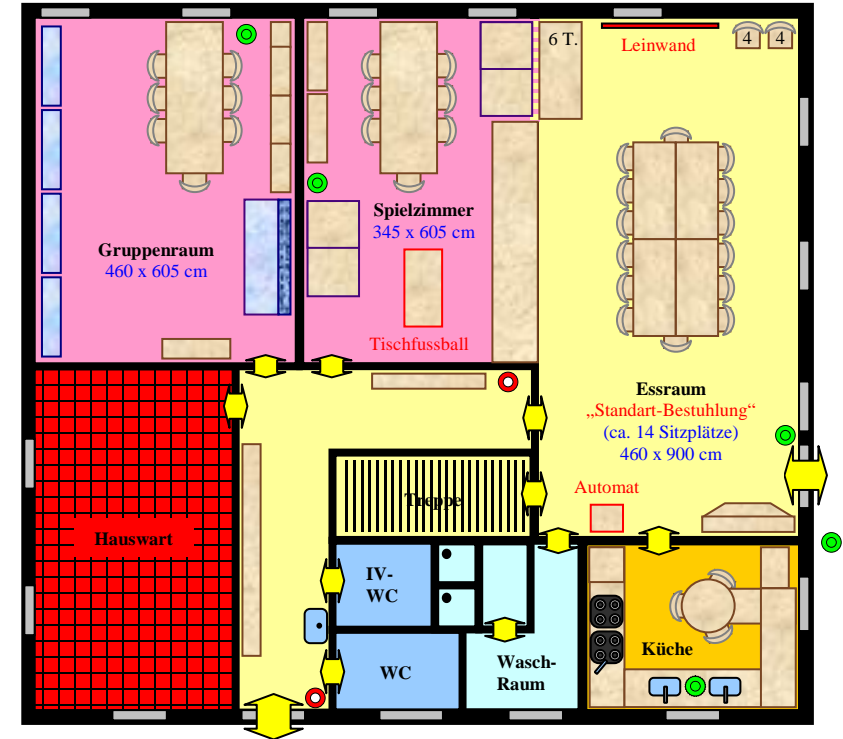 6 T.
Leinwand
4 4
Spielzimmer
345 x 605 cm
Gruppenraum
460 x 605 cm
Tischfussball
Essraum
„Standart-Bestuhlung“
(ca. 14 Sitzplätze)
460 x 900 cm
Automat
Treppe
Hauswart
IV-
WC
Küche
WC
Wasch-
Raum